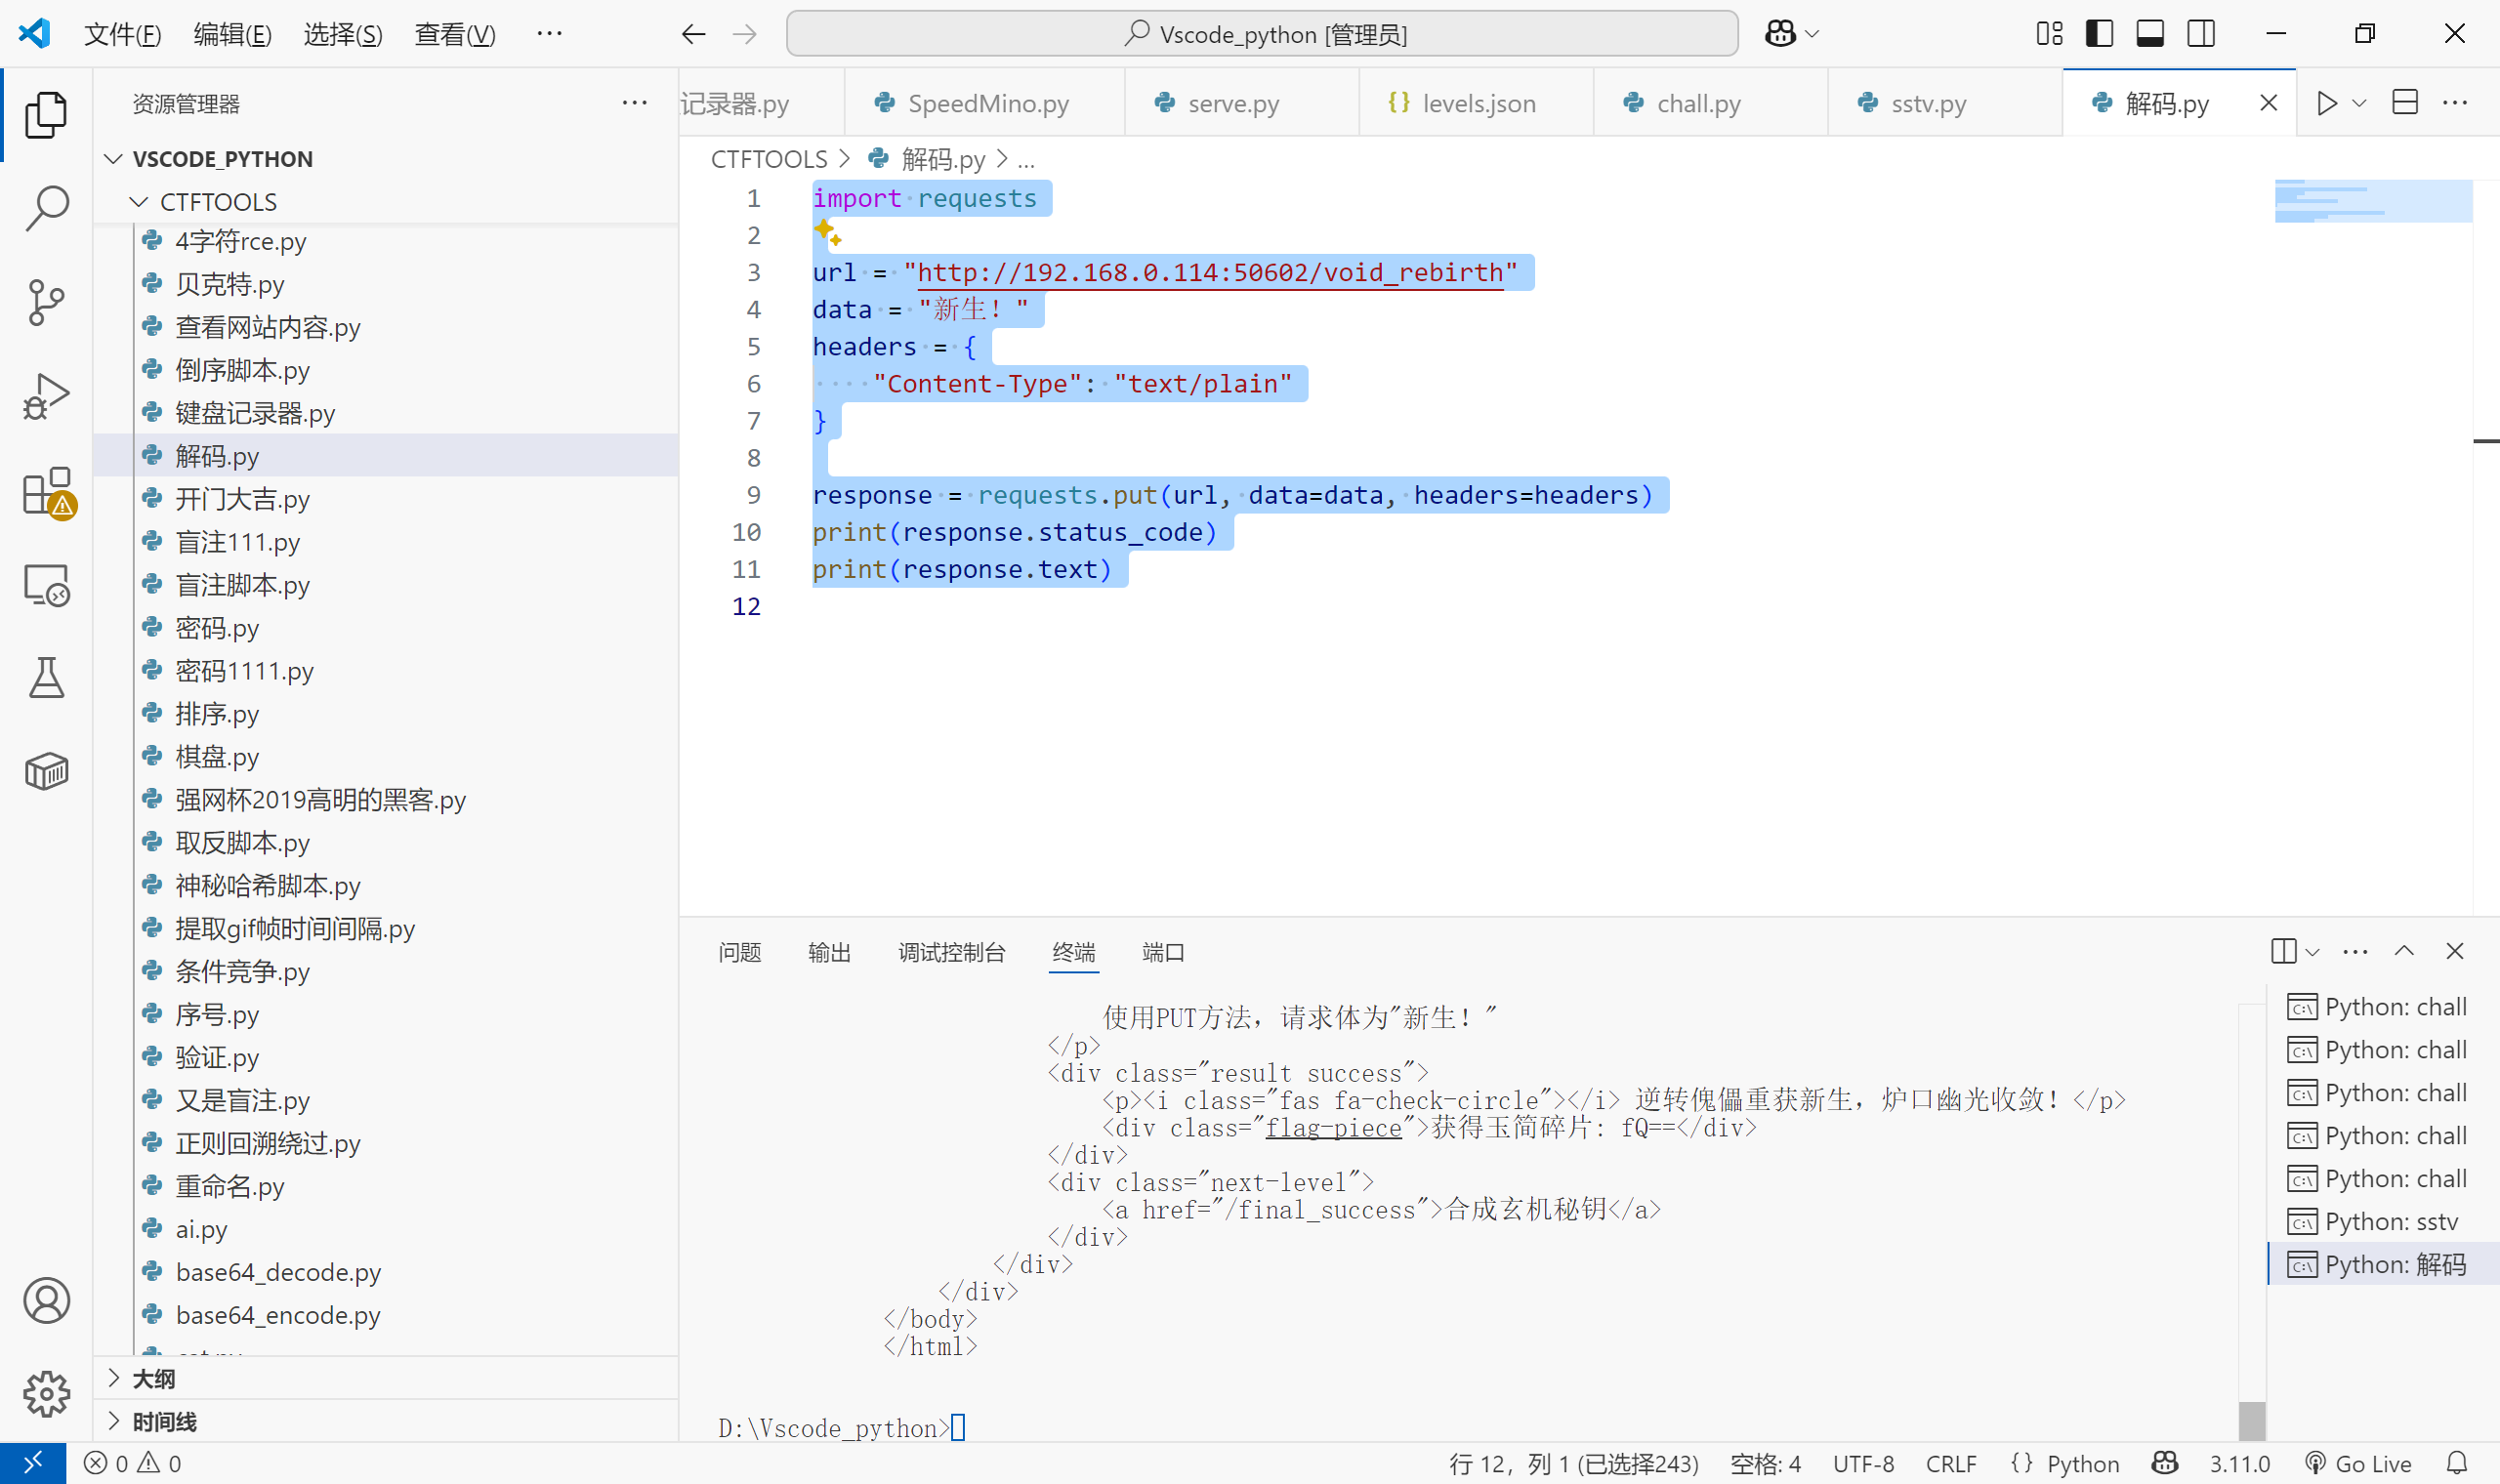 文件(F) 编辑(E) 选择(S) 查看(V) ··· Vscode_python [管理员]
资源管理器 ···
VSCODE_PYTHON
CTFTOOLS
4字符rce.py
贝克特.py
查看网站内容.py
倒序脚本.py
键盘记录器.py
解码.py
开门大吉.py
盲注111.py
盲注脚本.py
密码.py
密码1111.py
排序.py
棋盘.py
强网杯2019高明的黑客.py
取反脚本.py
神秘哈希脚本.py
提取gif帧时间间隔.py
条件竞争.py
序号.py
验证.py
又是盲注.py
正则回溯绕过.py
重命名.py
ai.py
base64_decode.py
base64_encode.py
大纲
时间线
记录器.py SpeedMino.py serve.py {} levels.json chall.py sstv.py 解码.py
CTFTOOLS > 解码.py > ...
1 import requests
2
3 url = "http://192.168.0.114:50602/void_rebirth"
4 data = "新生！"
5 headers = {
6 "Content-Type": "text/plain"
7 }
8
9 response = requests.put(url, data=data, headers=headers)
10 print(response.status_code)
11 print(response.text)
12
问题 输出 调试控制台 终端 端口
使用PUT方法，请求体为"新生！"
</p>
<div class="result success">
<p><i class="fas fa-check-circle"></i> 逆转傀儡重获新生，炉口幽光收敛！</p>
<div class="flag-piece">获得玉简碎片: fQ==</div>
</div>
<div class="next-level">
<a href="/final_success">合成玄机秘钥</a>
</div>
</div>
</div>
</body>
</html>
D:\Vscode_python>
Python: chall
Python: chall
Python: chall
Python: chall
Python: chall
Python: sstv
Python: 解码
0 0 行 12，列 1 (已选择243) 空格: 4 UTF-8 CRLF {} Python 3.11.0 Go Live